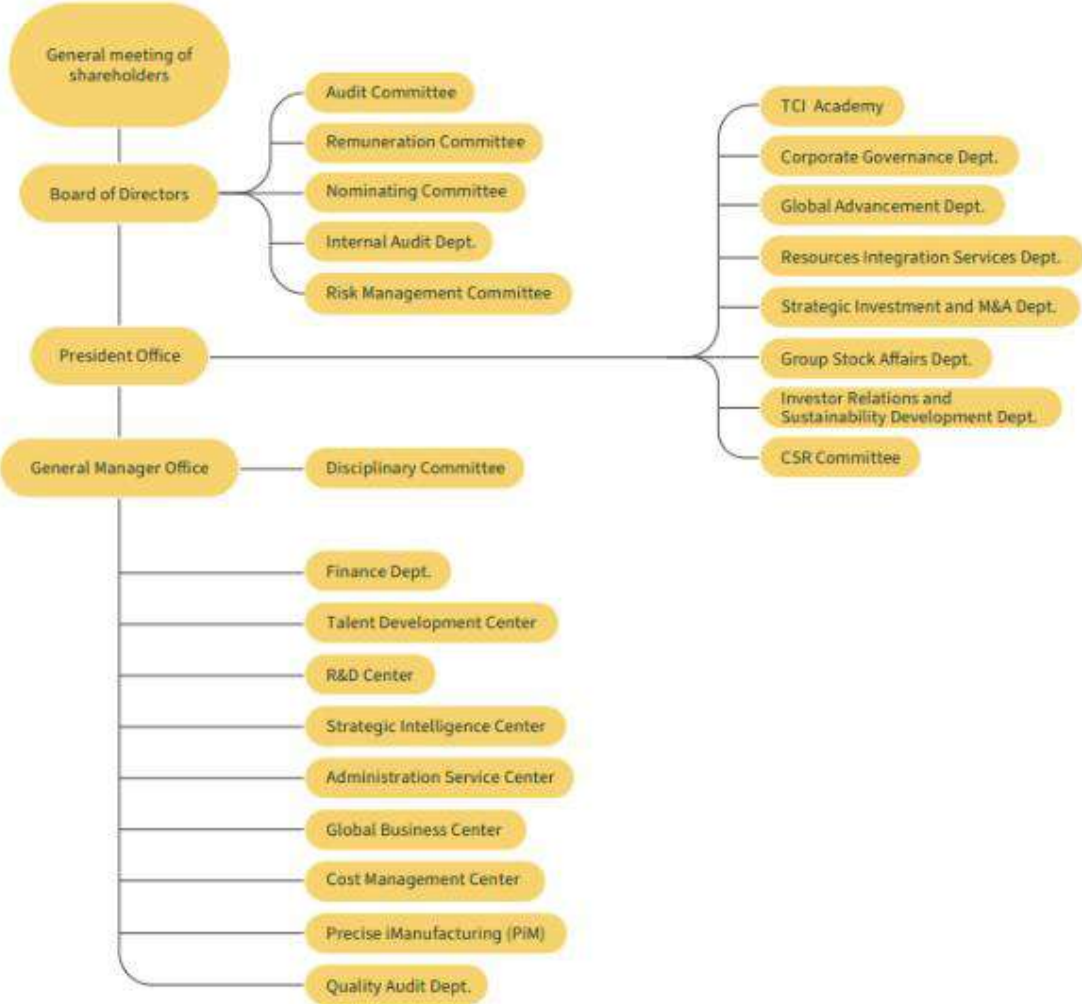 General meeting of
shareholders
Board of Directors
Audit Committee
Remuneration Committee
Nominating Committee
Internal Audit Dept.
Risk Management Committee
President Office
TCI Academy
Corporate Governance Dept.
Global Advancement Dept.
Resources Integration Services Dept.
Strategic Investment and M&A Dept.
Group Stock Affairs Dept.
Investor Relations and
Sustainability Development Dept.
CSR Committee
General Manager Office
Disciplinary Committee
Finance Dept.
Talent Development Center
R&D Center
Strategic Intelligence Center
Administration Service Center
Global Business Center
Cost Management Center
Precise iManufacturing (PiM)
Quality Audit Dept.